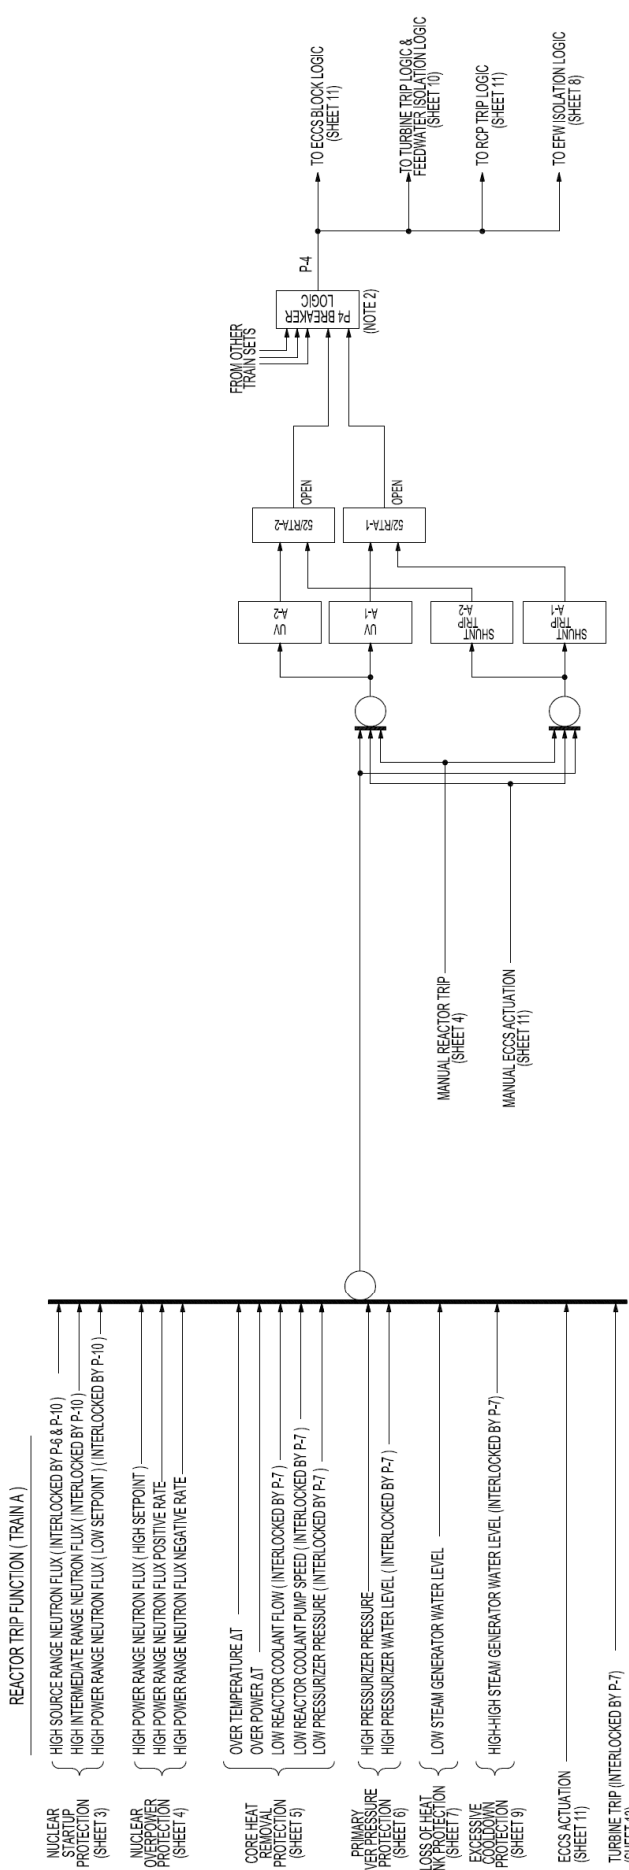 REACTOR TRIP FUNCTION ( TRAIN A )
NUCLEAR
STARTUP
PROTECTION
(SHEET 3)
HIGH SOURCE RANGE NEUTRON FLUX ( INTERLOCKED BY P-6 & P-10 )
HIGH INTERMEDIATE RANGE NEUTRON FLUX ( INTERLOCKED BY P-10 )
HIGH POWER RANGE NEUTRON FLUX ( LOW SETPOINT ) ( INTERLOCKED BY P-10 )
NUCLEAR
OVERPOWER
PROTECTION
(SHEET 4)
HIGH POWER RANGE NEUTRON FLUX ( HIGH SETPOINT )
HIGH POWER RANGE NEUTRON FLUX POSITIVE RATE
HIGH POWER RANGE NEUTRON FLUX NEGATIVE RATE
CORE HEAT
REMOVAL
PROTECTION
(SHEET 5)
OVER TEMPERATURE ΔT
OVER POWER ΔT
LOW REACTOR COOLANT FLOW ( INTERLOCKED BY P-7 )
LOW REACTOR COOLANT PUMP SPEED ( INTERLOCKED BY P-7 )
LOW PRESSURIZER PRESSURE ( INTERLOCKED BY P-7 )
PRIMARY
VER PRESSURE
PROTECTION
(SHEET 6)
HIGH PRESSURIZER PRESSURE
HIGH PRESSURIZER WATER LEVEL ( INTERLOCKED BY P-7 )
LOSS OF HEAT
NK PROTECTION
(SHEET 7)
LOW STEAM GENERATOR WATER LEVEL
EXCESSIVE
COOLDOWN
PROTECTION
(SHEET 9)
HIGH-HIGH STEAM GENERATOR WATER LEVEL (INTERLOCKED BY P-7)
ECCS ACTUATION
(SHEET 11)
TURBINE TRIP (INTERLOCKED BY P-7)
MANUAL REACTOR TRIP
(SHEET 4)
MANUAL ECCS ACTUATION
(SHEET 11)
UV
A-2
UV
A-1
SHUNT
TRIP
A-2
SHUNT
TRIP
A-1
52/RTA-2
OPEN
52/RTA-1
OPEN
FROM OTHER
TRAIN SETS
P4 BREAKER
LOGIC
(NOTE 2)
P-4
TO ECCS BLOCK LOGIC
(SHEET 11)
TO TURBINE TRIP LOGIC &
FEEDWATER ISOLATION LOGIC
(SHEET 10)
TO RCP TRIP LOGIC
(SHEET 11)
TO EFW ISOLATION LOGIC
(SHEET 8)